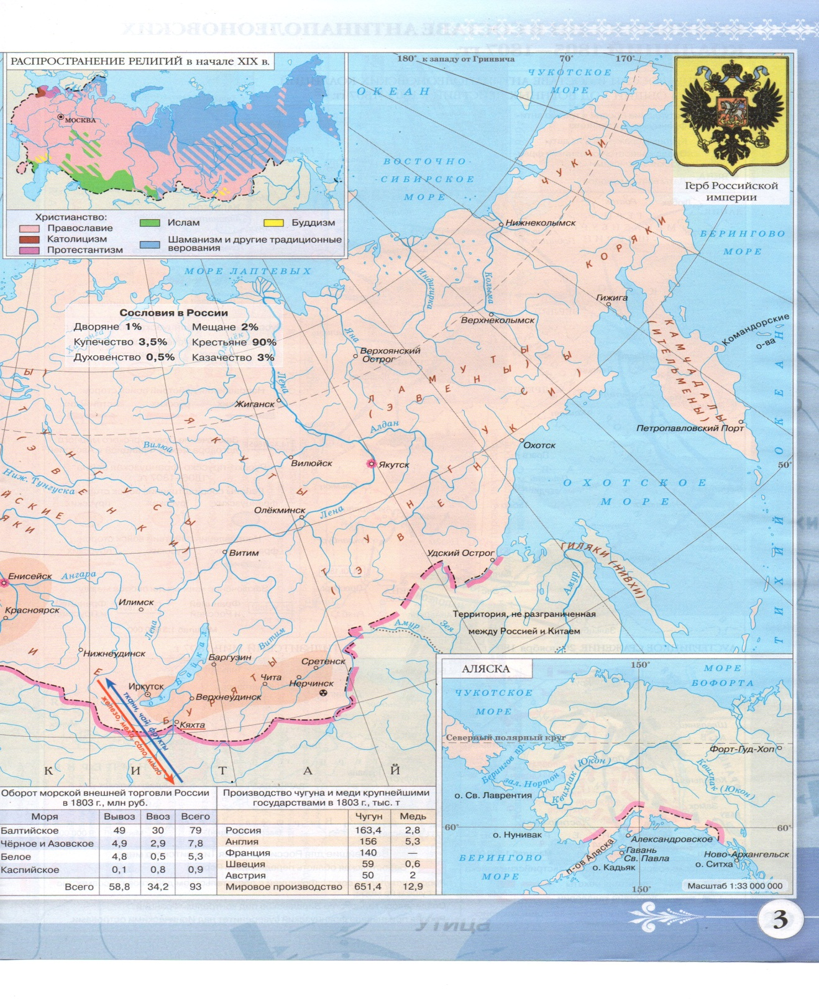 РАСПРОСТРАНЕНИЕ РЕЛИГИЙ в начале XIX в.
МОСКВА
Христианство:
Православие
Католицизм
Протестантизм
Ислам
Буддизм
Шаманизм и другие традиционные
верования
180° к западу от Гринвича
70°
170°
ОКЕАН
ЧУКОТСКОЕ
МОРЕ
ВОСТОЧНО-
СИБИРСКОЕ
МОРЕ
Герб Российской
империи
ЧУКЧИ
Нижнеколымск
КОРЯКИ
БЕРИНГОВО
МОРЕ
МОРЕ ЛАПТЕВЫХ
Индигирка
Колыма
Гижига
Верхнеколымск
Командорские
о-ва
Сословия в России
Дворяне 1%
Мещане 2%
Купечество 3,5%
Крестьяне 90%
Духовенство 0,5%
Казачество 3%
Яна
Верхоянский
Острог
КАМЧАДАЛЫ
(ИТЕЛЬМЕНЫ)
Ы)
ЛАМУТЫ
(ЭВЕНЫ)
Лена
Жиганск
Алдан
Петропавловский Порт
ЯКУТЫ
Вилюй
Вилюйск
Якутск
Охотск
50°
ТИХИЙ ОКЕАН
ОХОТСКОЕ
МОРЕ
Ниж. Тунгуска
ТУНГУСЫ
(ЭВЕНКИ)
ЙСКИЕ
ЯКИ
Олёкминск
Лена
Витим
ТУНГУСЫ
(ЭВЕНКИ)
Удский Острог
ГИЛЯКИ (НИВХИ)
Амур
Енисейск
Ангара
Красноярск
Илимск
Лена
Территория, не разграниченная
между Россией и Китаем
Амур
Зея
Витим
И
Нижнеудинск
Е
оз. Байкал
Баргузин
Сретенск
Чита
Нерчинск
Иркутск
Верхнеудинск
БУРЯТЫ
Кяхта
ткани, чай, фрукты
железо, меха, сало, мыло
КИТАЙ
АЛЯСКА
150°
МОРЕ
БОФОРТА
ЧУКОТСКОЕ
МОРЕ
Северный полярный круг
Форт-Гуд-Хоп
Берингов пр.
зал. Нортон
Квихпак (Юкон)
Квихпак (Юкон)
о. Св. Лаврентия
60°
60°
о. Нунивак
Александровское
п-ов Аляска
Гавань
Св. Павла
о. Кадьяк
Ново-Архангельск
о. Ситха
БЕРИНГОВО
МОРЕ
Масштаб 1:33 000 000
150°
Оборот морской внешней торговли России
в 1803 г., млн руб.
Моря Вывоз Ввоз Всего
Балтийское 49 30 79
Чёрное и Азовское 4,9 2,9 7,8
Белое 4,8 0,5 5,3
Каспийское 0,1 0,8 0,9
Всего 58,8 34,2 93
Производство чугуна и меди крупнейшими
государствами в 1803 г., тыс. т
Чугун Медь
Россия 163,4 2,8
Англия 156 5,3
Франция 140 —
Швеция 59 0,6
Австрия 50 2
Мировое производство 651,4 12,9
3